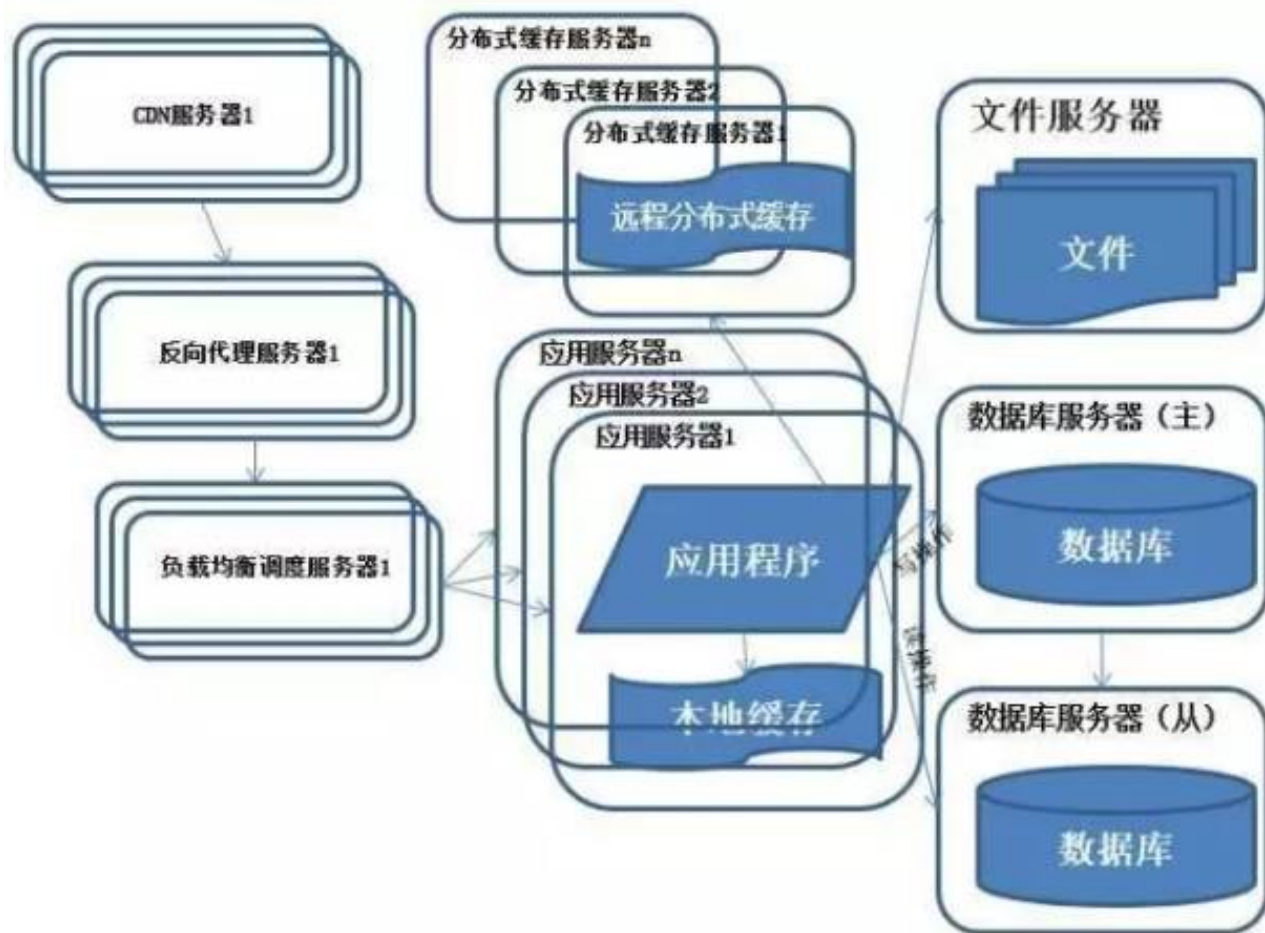 CDN服务器1
反向代理服务器1
负载均衡调度服务器1
分布式缓存服务器n
分布式缓存服务器2
分布式缓存服务器1
远程分布式缓存
应用服务器n
应用服务器2
应用服务器1
应用程序
本地缓存
写操作
读操作
文件服务器
文件
数据库服务器（主）
数据库
数据库服务器（从）
数据库